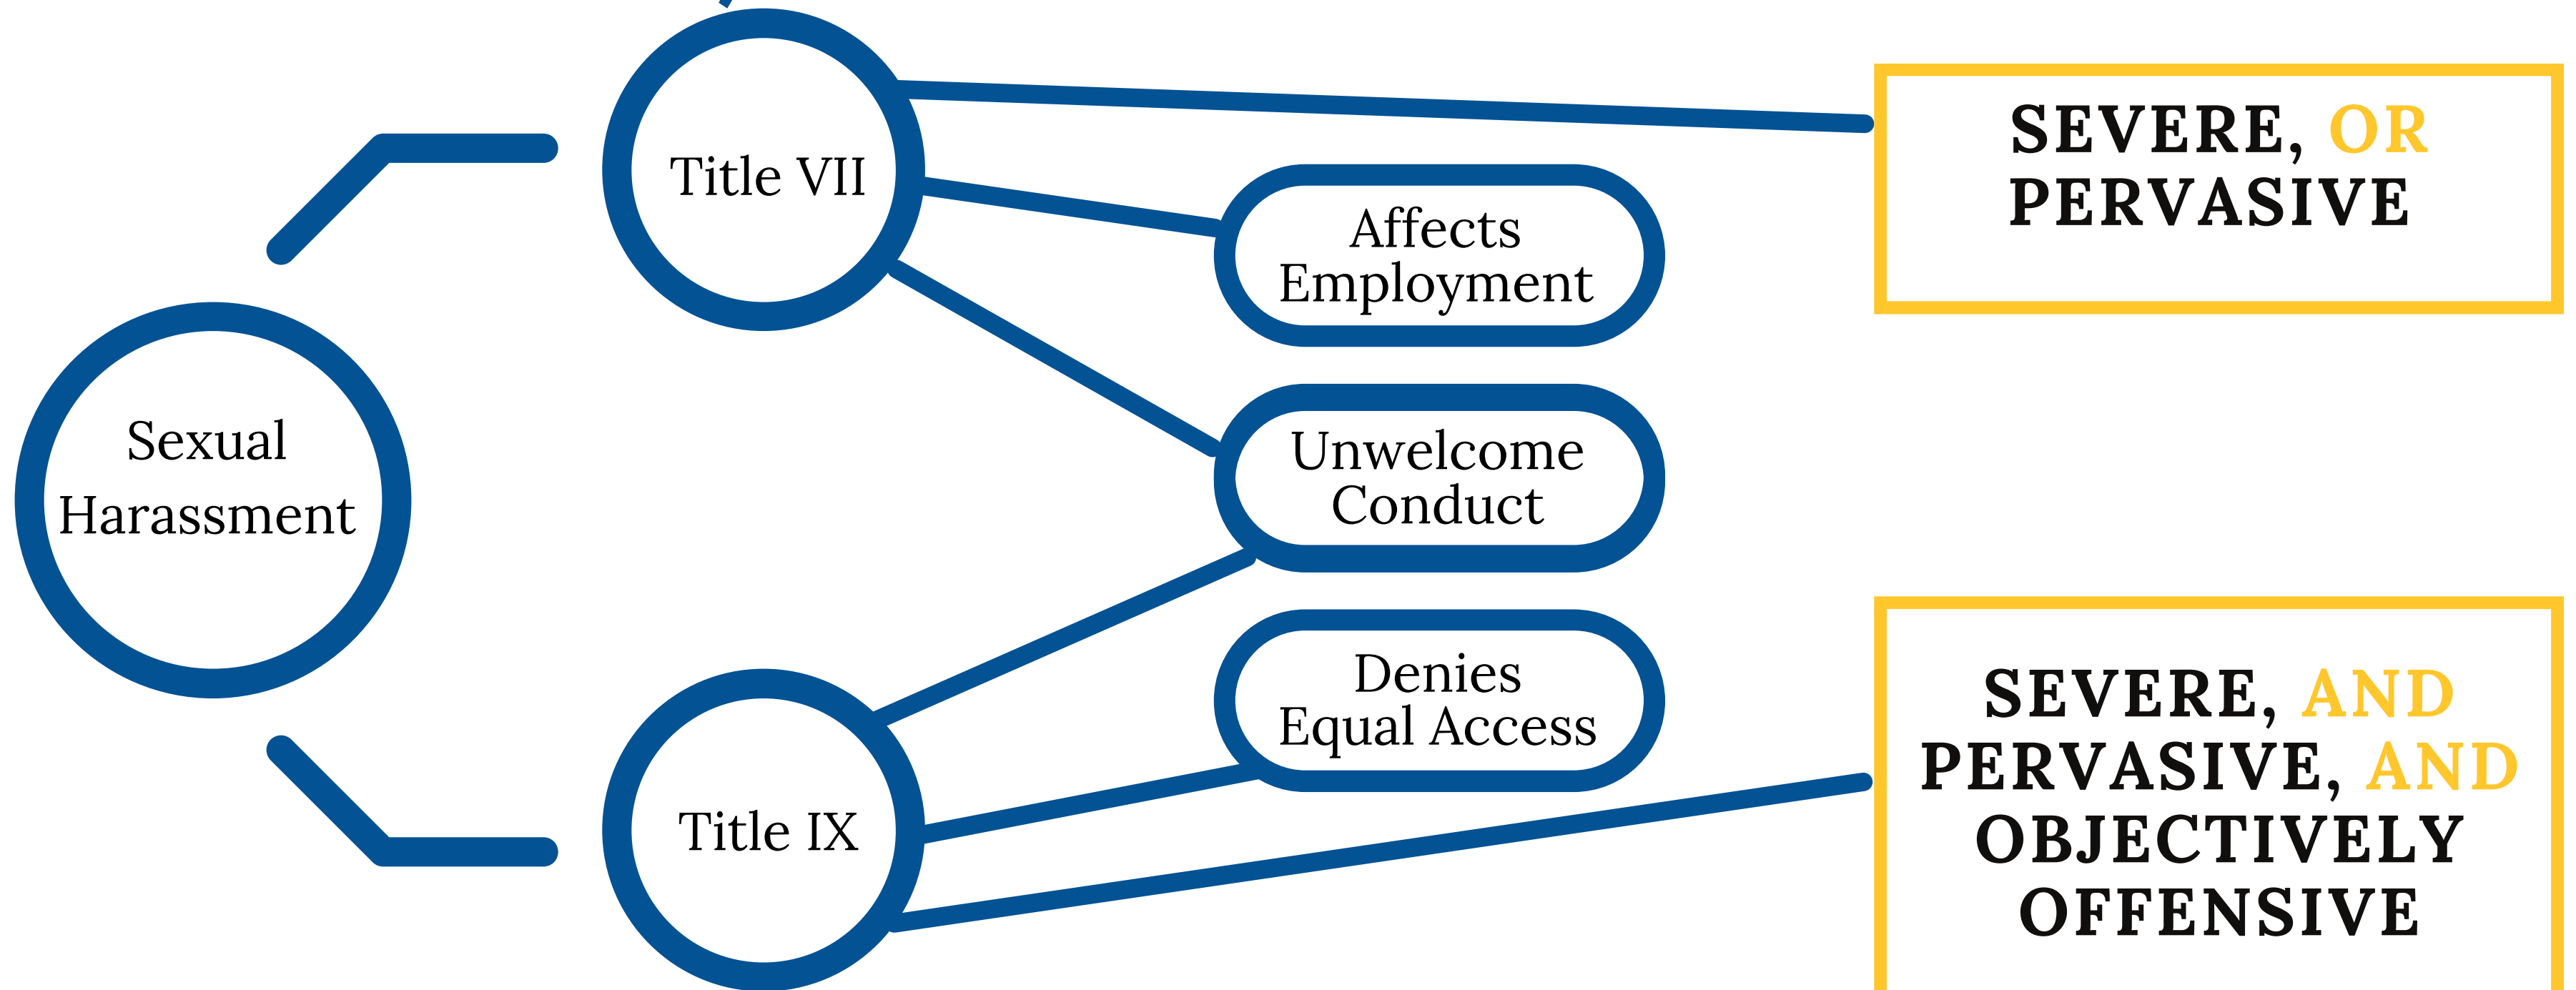 Sexual
Harassment
Title VII
Affects
Employment
Unwelcome
Conduct
Title IX
Denies
Equal Access
SEVERE, OR
PERVASIVE
SEVERE, AND
PERVASIVE, AND
OBJECTIVELY
OFFENSIVE